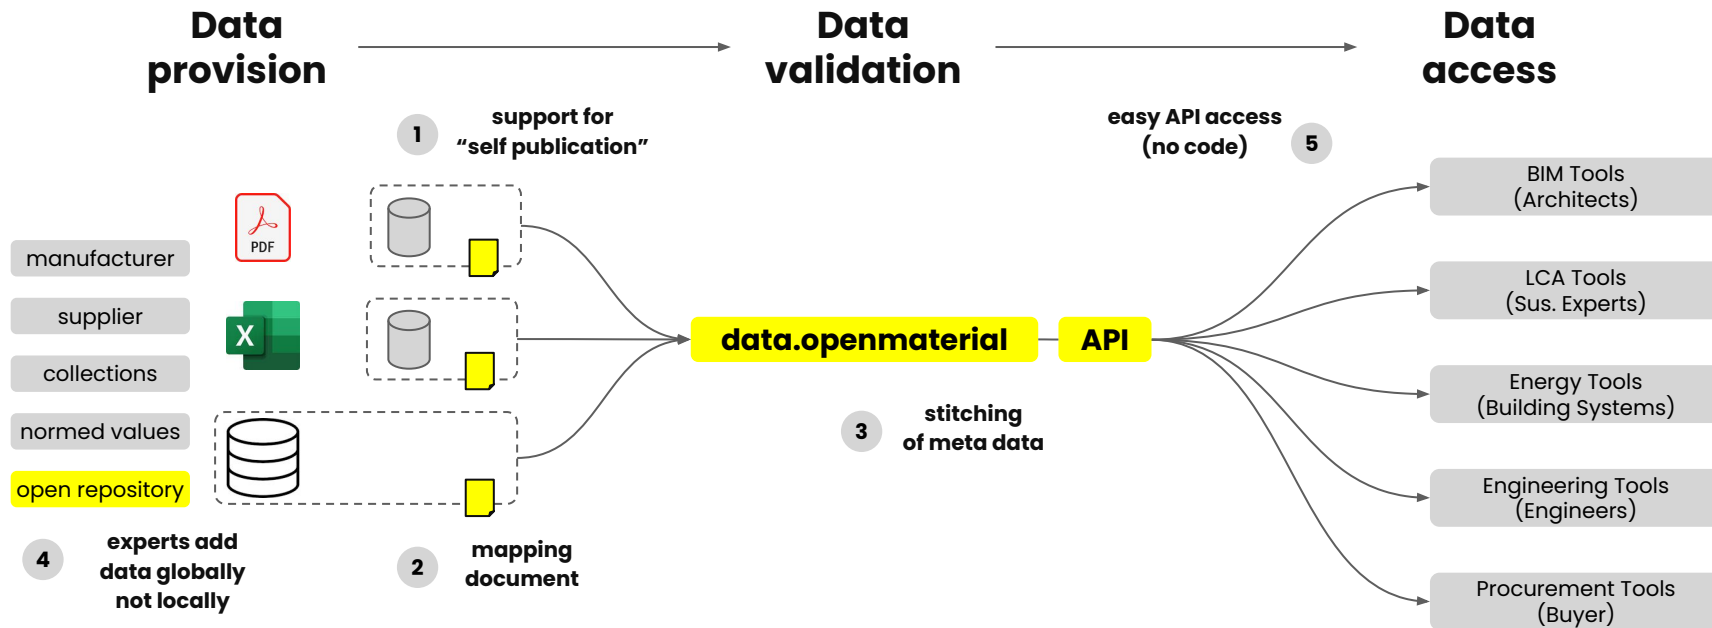 Data
provision
Data
validation
Data
access
1
support for
“self publication”
easy API access
(no code)
5
PDF
X
manufacturer
supplier
collections
normed values
open repository
data.openmaterial
API
BIM Tools
(Architects)
LCA Tools
(Sus. Experts)
Energy Tools
(Building Systems)
Engineering Tools
(Engineers)
Procurement Tools
(Buyer)
3
stitching
of meta data
4
experts add
data globally
not locally
2
mapping
document